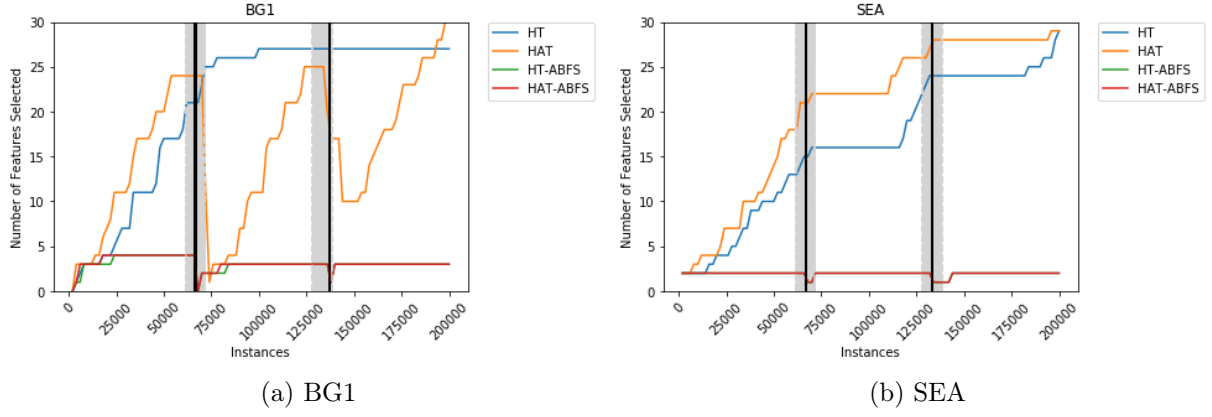 BG1
30
25
20
15
10
5
0
Number of Features Selected
0
25000
50000
75000
100000
125000
150000
175000
200000
Instances
HT
HAT
HT-ABFS
HAT-ABFS
(a) BG1
SEA
30
25
20
15
10
5
0
Number of Features Selected
0
25000
50000
75000
100000
125000
150000
175000
200000
Instances
HT
HAT
HT-ABFS
HAT-ABFS
(b) SEA